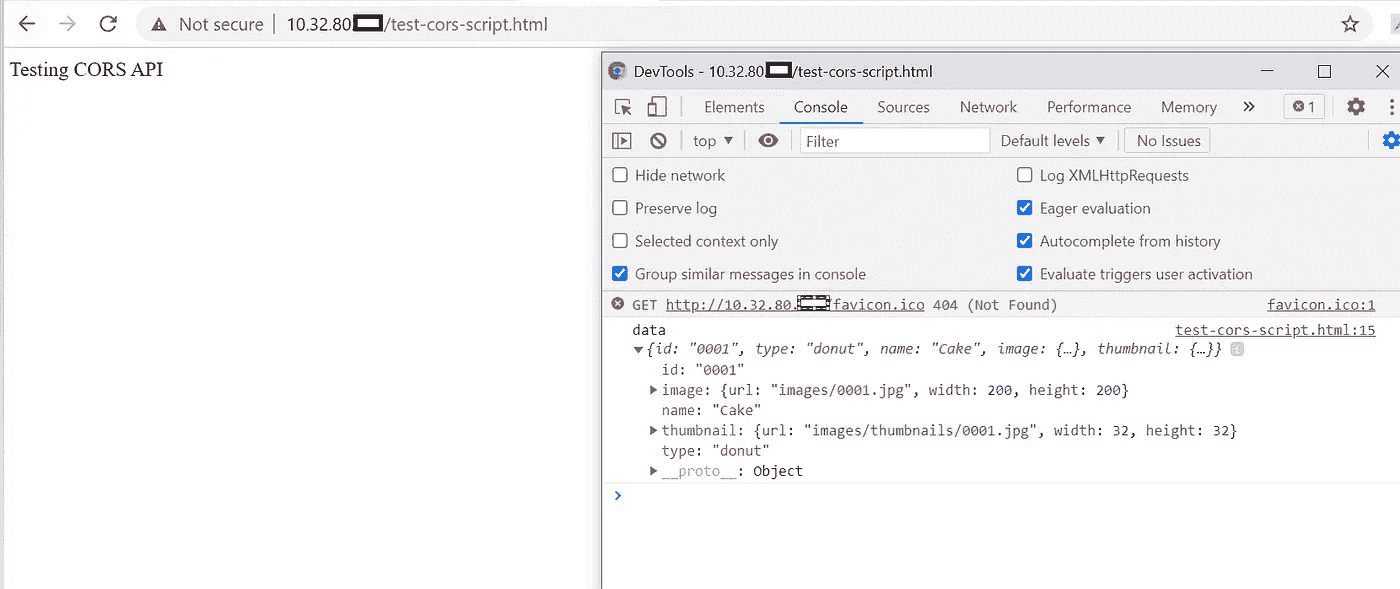 Not secure 10.32.80 /test-cors-script.html
Testing CORS API
DevTools - 10.32.80. /test-cors-script.html
Elements Console Sources Network Performance Memory 1
top Filter Default levels No Issues
Hide network Log XMLHttpRequests
Preserve log Eager evaluation
Selected context only Autocomplete from history
Group similar messages in console Evaluate triggers user activation
GET http://10.32.80. favicon.ico 404 (Not Found) favicon.ico:1
data test-cors-script.html:15
{id: "0001", type: "donut", name: "Cake", image: {…}, thumbnail: {…}} i
id: "0001"
image: {url: "images/0001.jpg", width: 200, height: 200}
name: "Cake"
thumbnail: {url: "images/thumbnails/0001.jpg", width: 32, height: 32}
type: "donut"
__proto__: Object